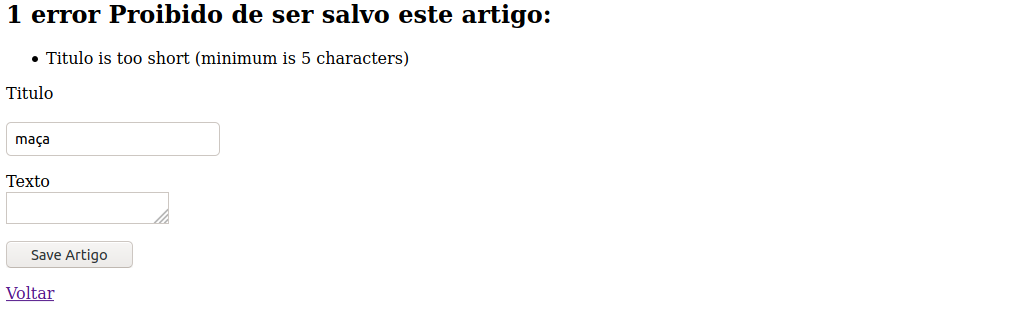 1 error Proibido de ser salvo este artigo:
Titulo is too short (minimum is 5 characters)
Titulo
maça
Texto
Save Artigo
Voltar